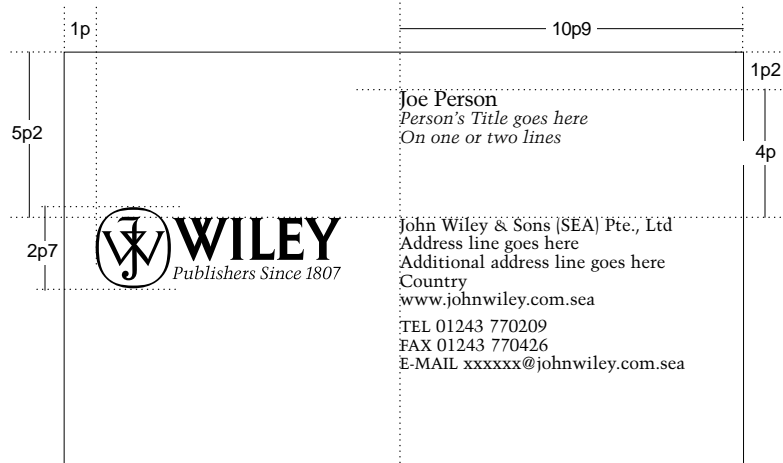 1p
10p9
1p2
5p2
4p
2p7
Joe Person
Person's Title goes here
On one or two lines
JW
WILEY
Publishers Since 1807
John Wiley & Sons (SEA) Pte., Ltd
Address line goes here
Additional address line goes here
Country
www.johnwiley.com.sea
TEL 01243 770209
FAX 01243 770426
E-MAIL xxxxxx@johnwiley.com.sea